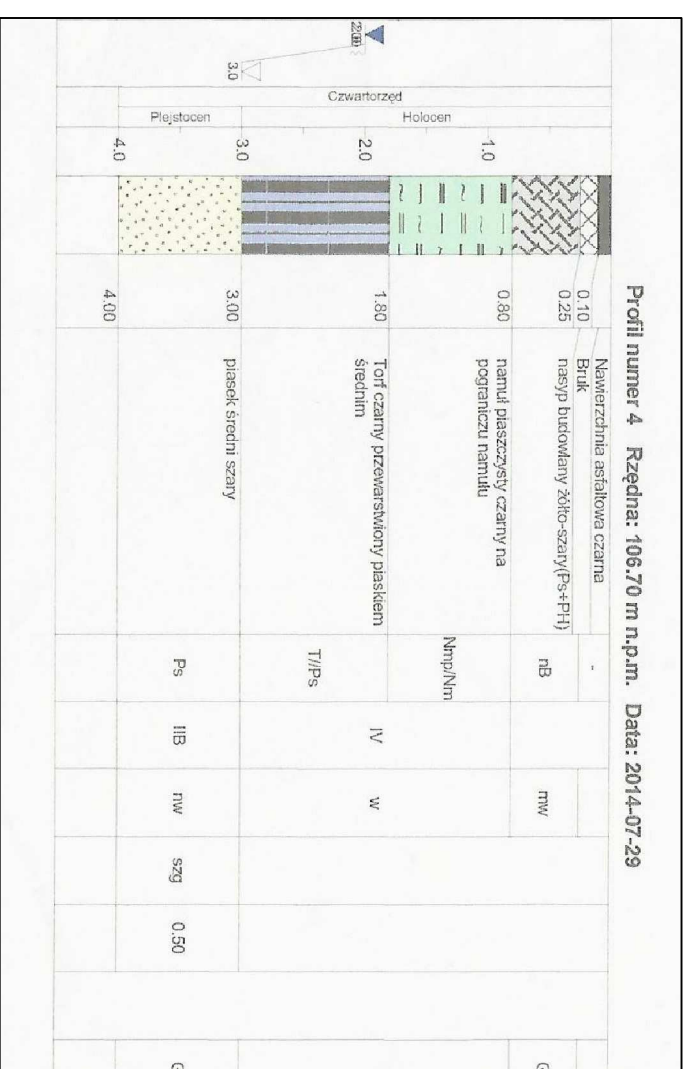 Profil numer 4 Rzędna: 106.70 m n.p.m. Data: 2014-07-29
Czwartorzęd
Holocen
Plejstocen
1.0
2.0
3.0
4.0
3.0
0.10
0.25
0.80
1.80
3.00
4.00
Nawierzchnia asfaltowa czarna
Bruk
nasyp budowlany żółto-szary(Ps+PH)
namuł piaszczysty czarny na
pograniczu namułu
Torf czarny przewarstwiony piaskiem
średnim
piasek średni szary
-
nB
Nmp/Nm
T//Ps
Ps
IV
IIB
mw
w
nw
szg
0.50